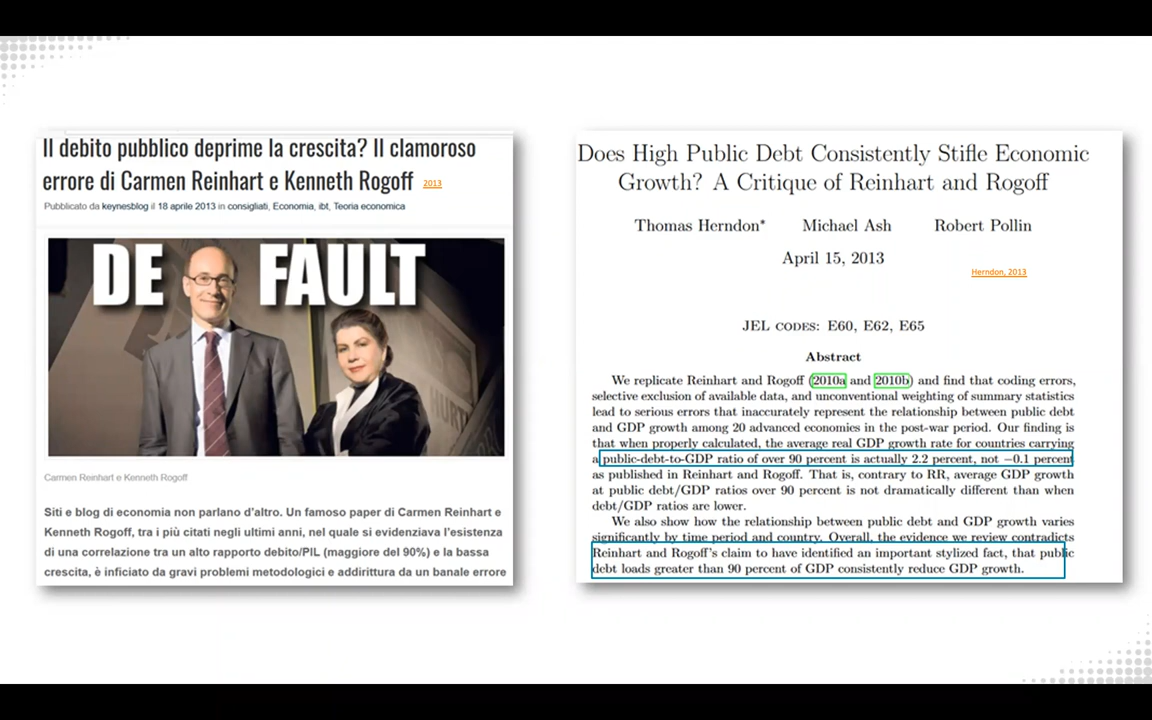 Il debito pubblico deprime la crescita? Il clamoroso
errore di Carmen Reinhart e Kenneth Rogoff 2013
Pubblicato da keynesblog il 18 aprile 2013 in consigliati, Economia, ibt, Teoria economica
DE FAULT
Carmen Reinhart e Kenneth Rogoff
Siti e blog di economia non parlano d'altro. Un famoso paper di Carmen Reinhart e
Kenneth Rogoff, tra i più citati negli ultimi anni, nel quale si evidenziava l'esistenza
di una correlazione tra un alto rapporto debito/PIL (maggiore del 90%) e la bassa
crescita, è inficiato da gravi problemi metodologici e addirittura da un banale errore
Does High Public Debt Consistently Stifle Economic
Growth? A Critique of Reinhart and Rogoff
Thomas Herndon* Michael Ash Robert Pollin
April 15, 2013
Herndon, 2013
JEL CODES: E60, E62, E65
Abstract
We replicate Reinhart and Rogoff (2010a and 2010b) and find that coding errors,
selective exclusion of available data, and unconventional weighting of summary statistics
lead to serious errors that inaccurately represent the relationship between public debt
and GDP growth among 20 advanced economies in the post-war period. Our finding is
that when properly calculated, the average real GDP growth rate for countries carrying
a public-debt-to-GDP ratio of over 90 percent is actually 2.2 percent, not −0.1 percent
as published in Reinhart and Rogoff. That is, contrary to RR, average GDP growth
at public debt/GDP ratios over 90 percent is not dramatically different than when
debt/GDP ratios are lower.
We also show how the relationship between public debt and GDP growth varies
significantly by time period and country. Overall, the evidence we review contradicts
Reinhart and Rogoff's claim to have identified an important stylized fact, that public
debt loads greater than 90 percent of GDP consistently reduce GDP growth.